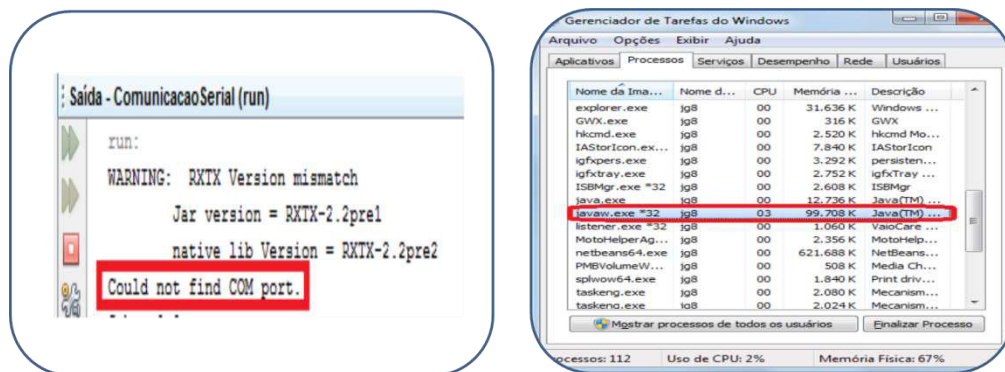 Saída - ComunicacaoSerial (run)
run:
WARNING: RXTX Version mismatch
Jar version = RXTX-2.2pre1
native lib Version = RXTX-2.2pre2
Could not find COM port.
Gerenciador de Tarefas do Windows
Arquivo Opções Exibir Ajuda
Aplicativos Processos Serviços Desempenho Rede Usuários
Nome da Ima... Nome d... CPU Memória ... Descrição
explorer.exe jg8 00 31.636 K Windows ...
GWX.exe jg8 00 316 K GWX
hkcmd.exe jg8 00 2.520 K hkcmd Mo...
IAStorIcon.ex... jg8 00 7.840 K IAStorIcon
igfxpers.exe jg8 00 3.292 K persisten...
igfxtray.exe jg8 00 2.752 K igfxTray ...
ISBMgr.exe *32 jg8 00 2.608 K ISBMgr
java.exe jg8 00 12.736 K Java(TM) ...
javaw.exe *32 jg8 03 99.708 K Java(TM) ...
listener.exe *32 jg8 00 1.060 K VaioCare ...
MotoHelperAg... jg8 00 2.356 K MotoHelp...
netbeans64.exe jg8 00 621.688 K NetBeans...
PMBVolumeW... jg8 00 508 K Media Ch...
splwow64.exe jg8 00 1.840 K Print driv...
taskeng.exe jg8 00 2.080 K Mecanism...
taskeng.exe jg8 00 2.024 K Mecanism...
Mostrar processos de todos os usuários Finalizar Processo
ocessos: 112 Uso de CPU: 2% Memória Física: 67%